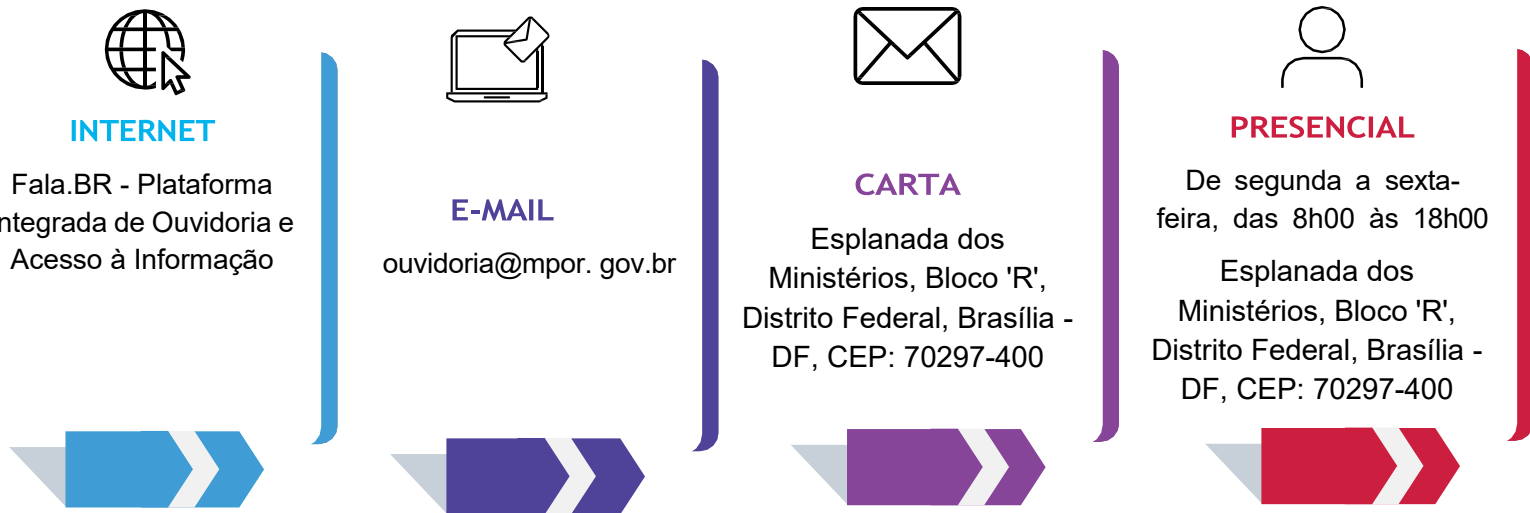 INTERNET
Fala.BR - Plataforma
ntegrada de Ouvidoria e
Acesso à Informação
E-MAIL
ouvidoria@mpor. gov.br
CARTA
Esplanada dos
Ministérios, Bloco 'R',
Distrito Federal, Brasília -
DF, CEP: 70297-400
PRESENCIAL
De segunda a sexta-
feira, das 8h00 às 18h00
Esplanada dos
Ministérios, Bloco 'R',
Distrito Federal, Brasília -
DF, CEP: 70297-400